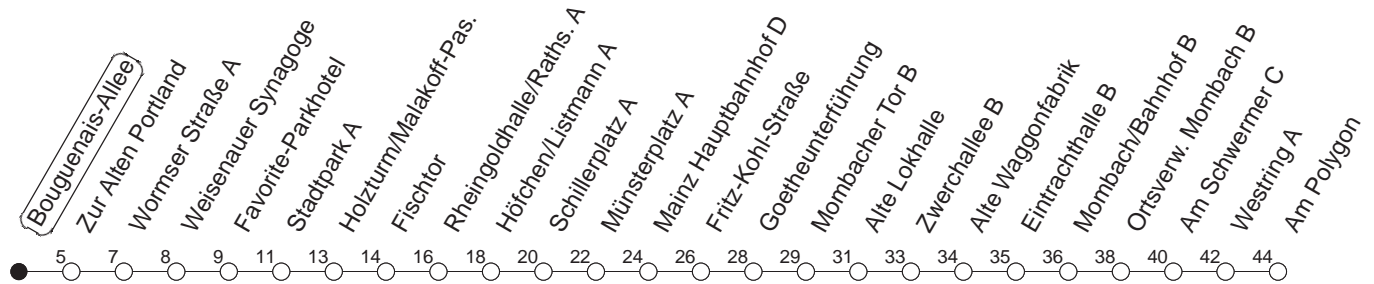 Bouguenais-Allee
Zur Alten Portland
Wormser Straße A
Weisenauer Synagoge
Favorite-Parkhotel
Stadtpark A
Holzturm/Malakoff-Pas.
Fischtor
Rheingoldhalle/Raths. A
Höfchen/Listmann A
Schillerplatz A
Münsterplatz A
Mainz Hauptbahnhof D
Fritz-Kohl-Straße
Goetheunterführung
Mombacher Tor B
Alte Lokhalle
Zwerchallee B
Alte Waggonfabrik
Eintrachthalle B
Mombach/Bahnhof B
Ortsverw. Mombach B
Am Schwermer C
Westring A
Am Polygon
5 7 8 9 11 13 14 16 18 20 22 24 26 28 29 31 33 34 35 36 38 40 42 44